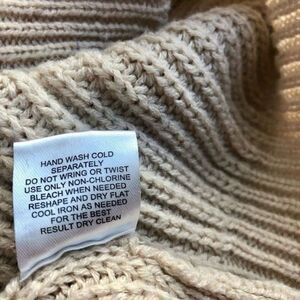 HAND WASH COLD
SEPARATELY
DO NOT WRING OR TWIST
USE ONLY NON-CHLORINE
BLEACH WHEN NEEDED
RESHAPE AND DRY FLAT
COOL IRON AS NEEDED
FOR THE BEST
RESULT DRY CLEAN